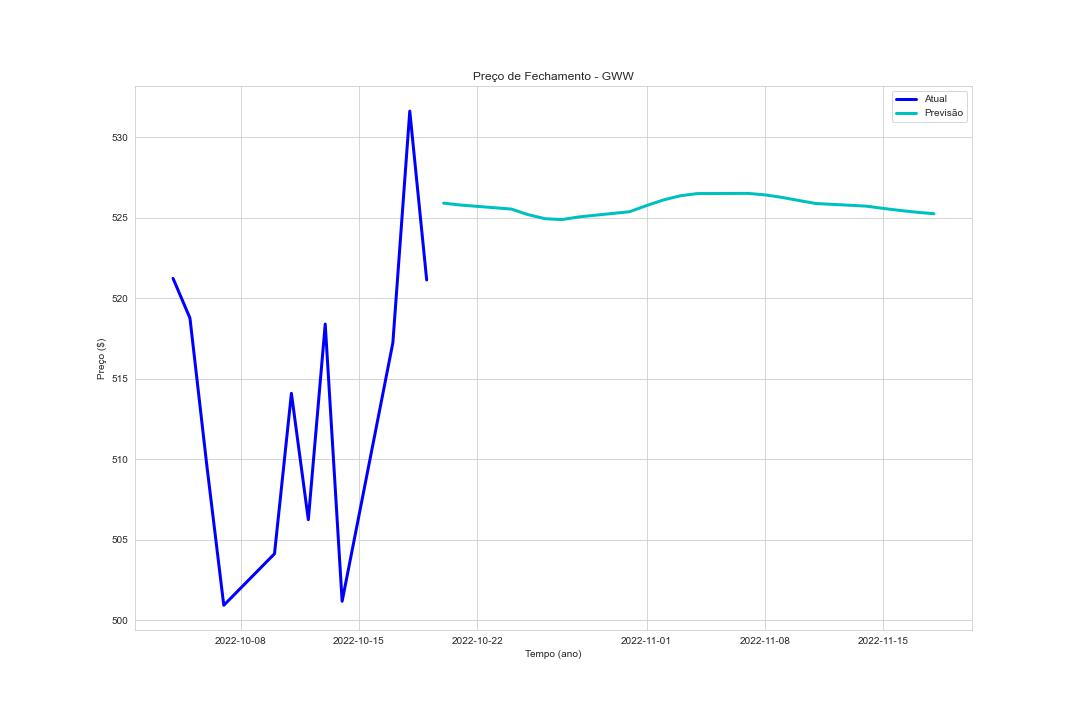 Preço de Fechamento - GWW
Atual
Previsão
530
525
520
515
510
505
500
Preço ($)
2022-10-08
2022-10-15
2022-10-22
2022-11-01
2022-11-08
2022-11-15
Tempo (ano)